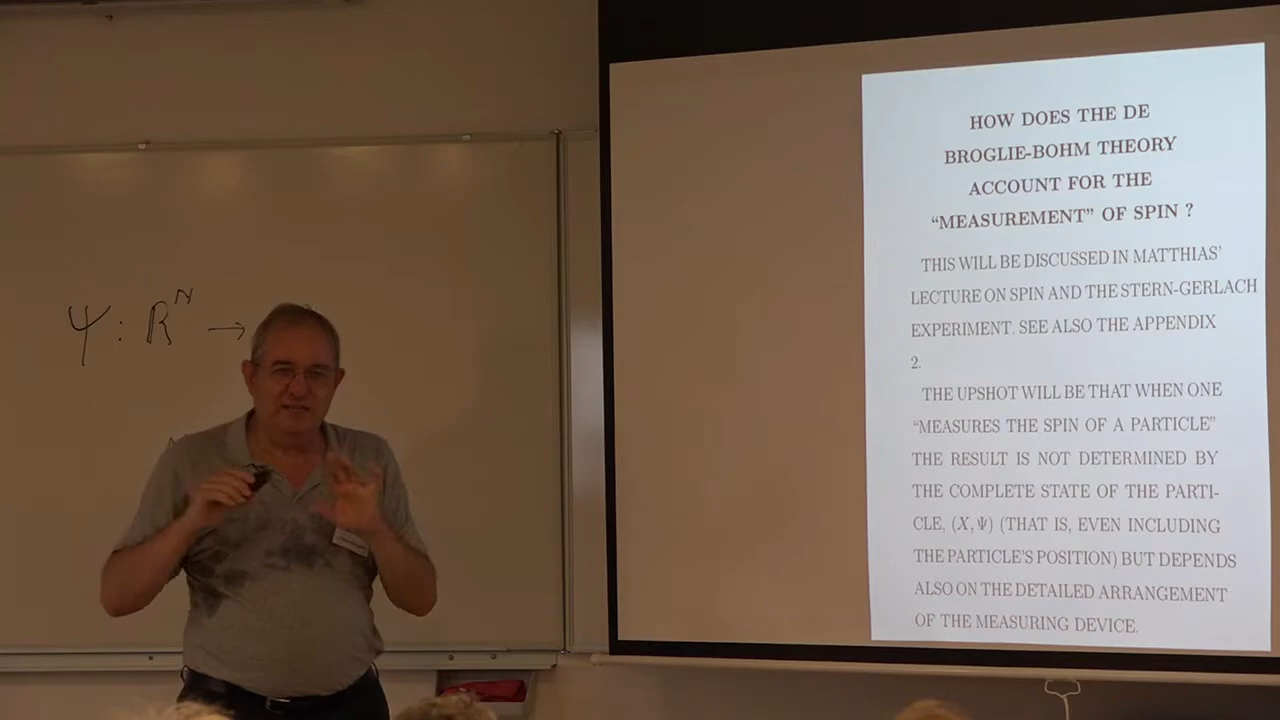 Ψ : ℝᴺ →
HOW DOES THE DE
BROGLIE-BOHM THEORY
ACCOUNT FOR THE
“MEASUREMENT” OF SPIN ?
THIS WILL BE DISCUSSED IN MATTHIAS’
LECTURE ON SPIN AND THE STERN-GERLACH
EXPERIMENT. SEE ALSO THE APPENDIX
2.
THE UPSHOT WILL BE THAT WHEN ONE
“MEASURES THE SPIN OF A PARTICLE”
THE RESULT IS NOT DETERMINED BY
THE COMPLETE STATE OF THE PARTI-
CLE, (X, Ψ) (THAT IS, EVEN INCLUDING
THE PARTICLE’S POSITION) BUT DEPENDS
ALSO ON THE DETAILED ARRANGEMENT
OF THE MEASURING DEVICE.